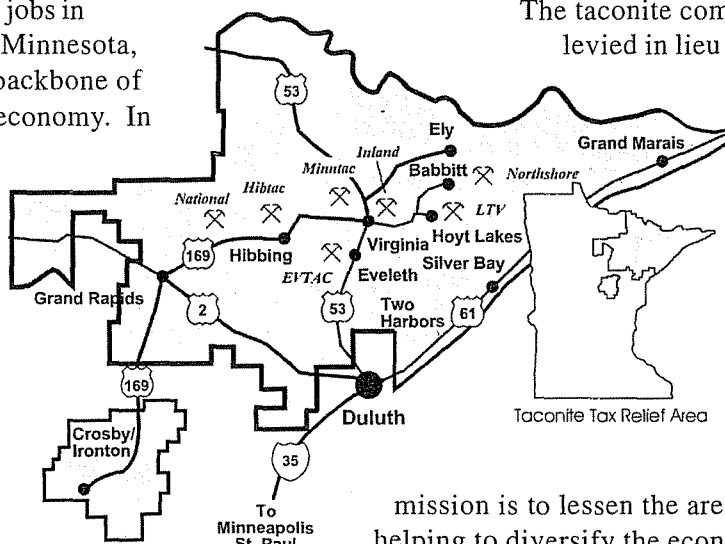 jobs in
Minnesota,
backbone of
economy. In
The taconite com
levied in lieu
53
Ely
Grand Marais
Inland
Babbitt
Minntac
Northshore
Hibtac
National
LTV
Virginia
Hoyt Lakes
169
Hibbing
EVTAC
Eveleth
Silver Bay
Grand Rapids
2
53
Two
Harbors
61
169
Duluth
Taconite Tax Relief Area
Crosby/
Ironton
35
To
Minneapolis
St. Paul
mission is to lessen the are
helping to diversify the econ